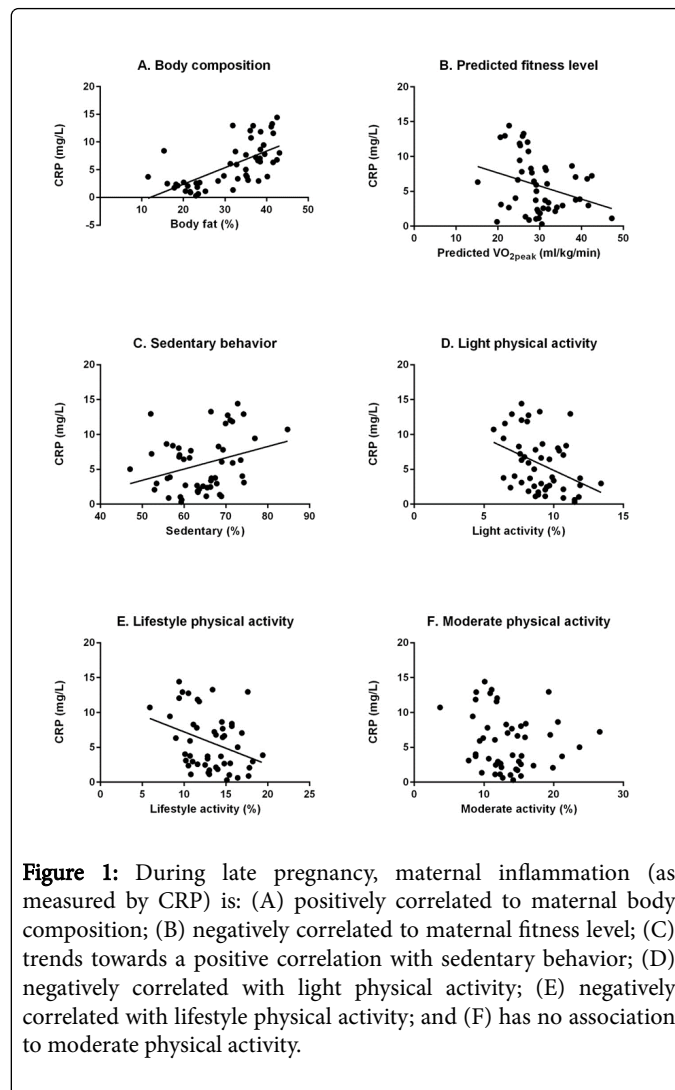 A. Body composition
CRP (mg/L)
20
15
10
5
0
-5
10
20
30
40
50
Body fat (%)
B. Predicted fitness level
CRP (mg/L)
20
15
10
5
0
0
10
20
30
40
50
Predicted VO2peak (ml/kg/min)
C. Sedentary behavior
CRP (mg/L)
20
15
10
5
0
40
50
60
70
80
90
Sedentary (%)
D. Light physical activity
CRP (mg/L)
20
15
10
5
0
0
5
10
15
Light activity (%)
E. Lifestyle physical activity
CRP (mg/L)
20
15
10
5
0
0
5
10
15
20
25
Lifestyle activity (%)
F. Moderate physical activity
CRP (mg/L)
20
15
10
5
0
0
10
20
30
Moderate activity (%)
Figure 1: During late pregnancy, maternal inflammation (as
measured by CRP) is: (A) positively correlated to maternal body
composition; (B) negatively correlated to maternal fitness level; (C)
trends towards a positive correlation with sedentary behavior; (D)
negatively correlated with light physical activity; (E) negatively
correlated with lifestyle physical activity; and (F) has no association
to moderate physical activity.